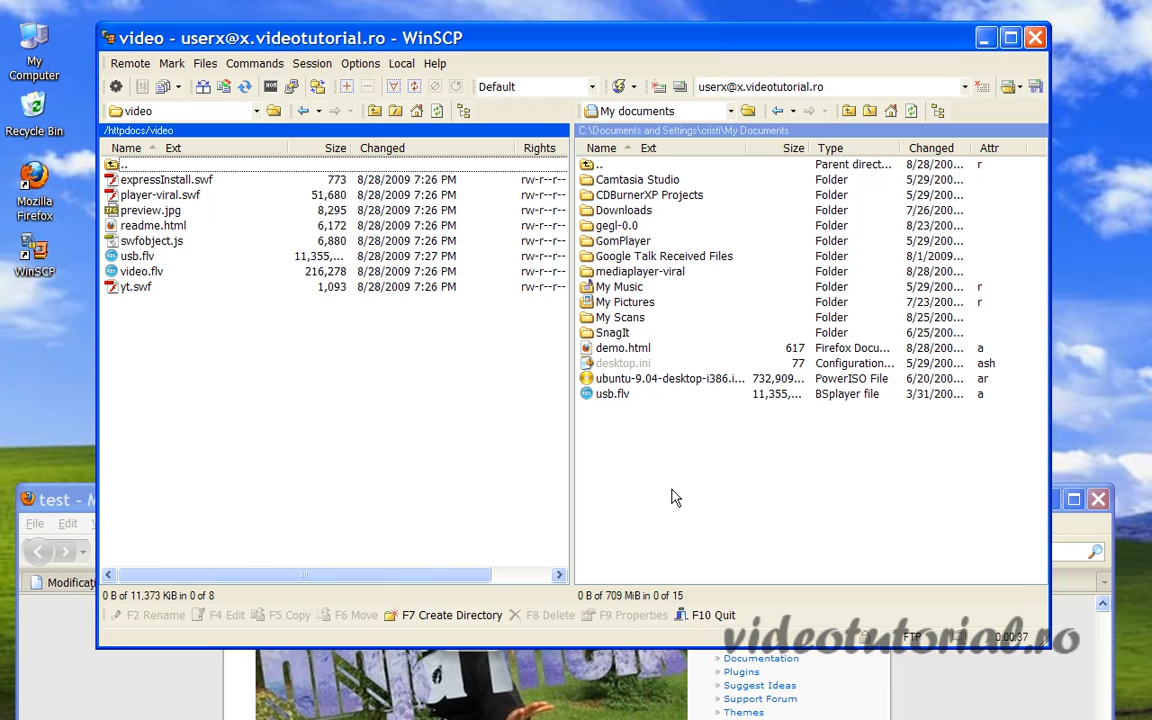 My Computer
Recycle Bin
Mozilla Firefox
WinSCP
video - userx@x.videotutorial.ro - WinSCP
Remote Mark Files Commands Session Options Local Help
Default
userx@x.videotutorial.ro
video
My documents
/httpdocs/video
C:\Documents and Settings\cristi\My Documents
Name Ext Size Changed Rights
Name Ext Size Type Changed Attr
..
expressInstall.swf 773 8/28/2009 7:26 PM rw-r--r--
player-viral.swf 51,680 8/28/2009 7:26 PM rw-r--r--
preview.jpg 8,295 8/28/2009 7:26 PM rw-r--r--
readme.html 6,172 8/28/2009 7:26 PM rw-r--r--
swfobject.js 6,880 8/28/2009 7:26 PM rw-r--r--
usb.flv 11,355,... 8/28/2009 7:27 PM rw-r--r--
video.flv 216,278 8/28/2009 7:26 PM rw-r--r--
yt.swf 1,093 8/28/2009 7:26 PM rw-r--r--
.. Parent direct... 8/28/200... r
Camtasia Studio Folder 5/29/200...
CDBurnerXP Projects Folder 5/29/200...
Downloads Folder 7/26/200...
gegl-0.0 Folder 8/23/200...
GomPlayer Folder 5/29/200...
Google Talk Received Files Folder 8/1/2009...
mediaplayer-viral Folder 8/28/200...
My Music Folder 5/29/200... r
My Pictures Folder 7/23/200... r
My Scans Folder 8/25/200...
SnagIt Folder 6/25/200...
demo.html 617 Firefox Docu... 8/28/200... a
desktop.ini 77 Configuration... 5/29/200... ash
ubuntu-9.04-desktop-i386.i... 732,909... PowerISO File 6/20/200... ar
usb.flv 11,355,... BSplayer file 3/31/200... a
0 B of 11,373 KiB in 0 of 8
0 B of 709 MiB in 0 of 15
F2 Rename F4 Edit F5 Copy F6 Move F7 Create Directory F8 Delete F9 Properties F10 Quit
FTP 0:00:37
videotutorial.ro
test - M
File Edit
Modificaț
» Documentation
» Plugins
» Suggest Ideas
» Support Forum
» Themes